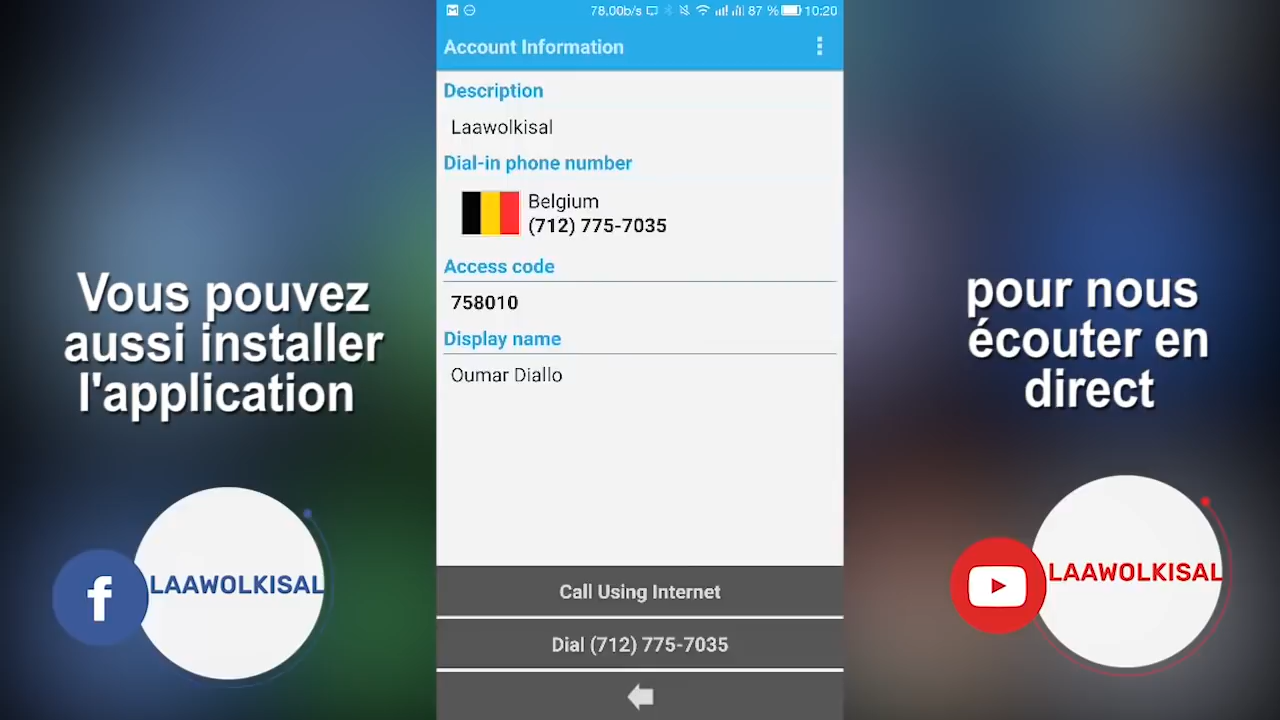 78,00b/s 87 % 10:20
Account Information
Description
Laawolkisal
Dial-in phone number
Belgium
(712) 775-7035
Access code
758010
Display name
Oumar Diallo
Call Using Internet
Dial (712) 775-7035
Vous pouvez
aussi installer
l'application
f
LAAWOLKISAL
pour nous
écouter en
direct
LAAWOLKISAL